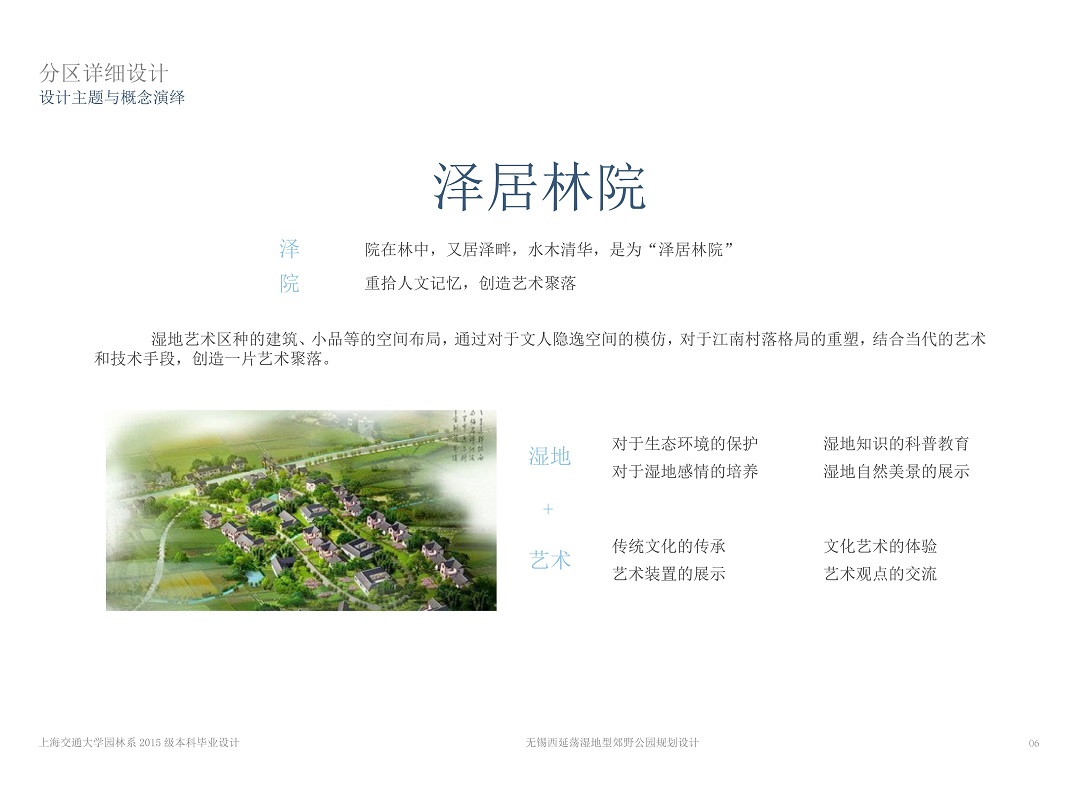 分区详细设计
设计主题与概念演绎
泽居林院
泽 院在林中，又居泽畔，水木清华，是为“泽居林院”
院 重拾人文记忆，创造艺术聚落
湿地艺术区种的建筑、小品等的空间布局，通过对于文人隐逸空间的模仿，对于江南村落格局的重塑，结合当代的艺术
和技术手段，创造一片艺术聚落。
湿地
对于生态环境的保护 湿地知识的科普教育
对于湿地感情的培养 湿地自然美景的展示
+
艺术
传统文化的传承 文化艺术的体验
艺术装置的展示 艺术观点的交流
上海交通大学园林系 2015 级本科毕业设计 无锡西延荡湿地型郊野公园规划设计 06